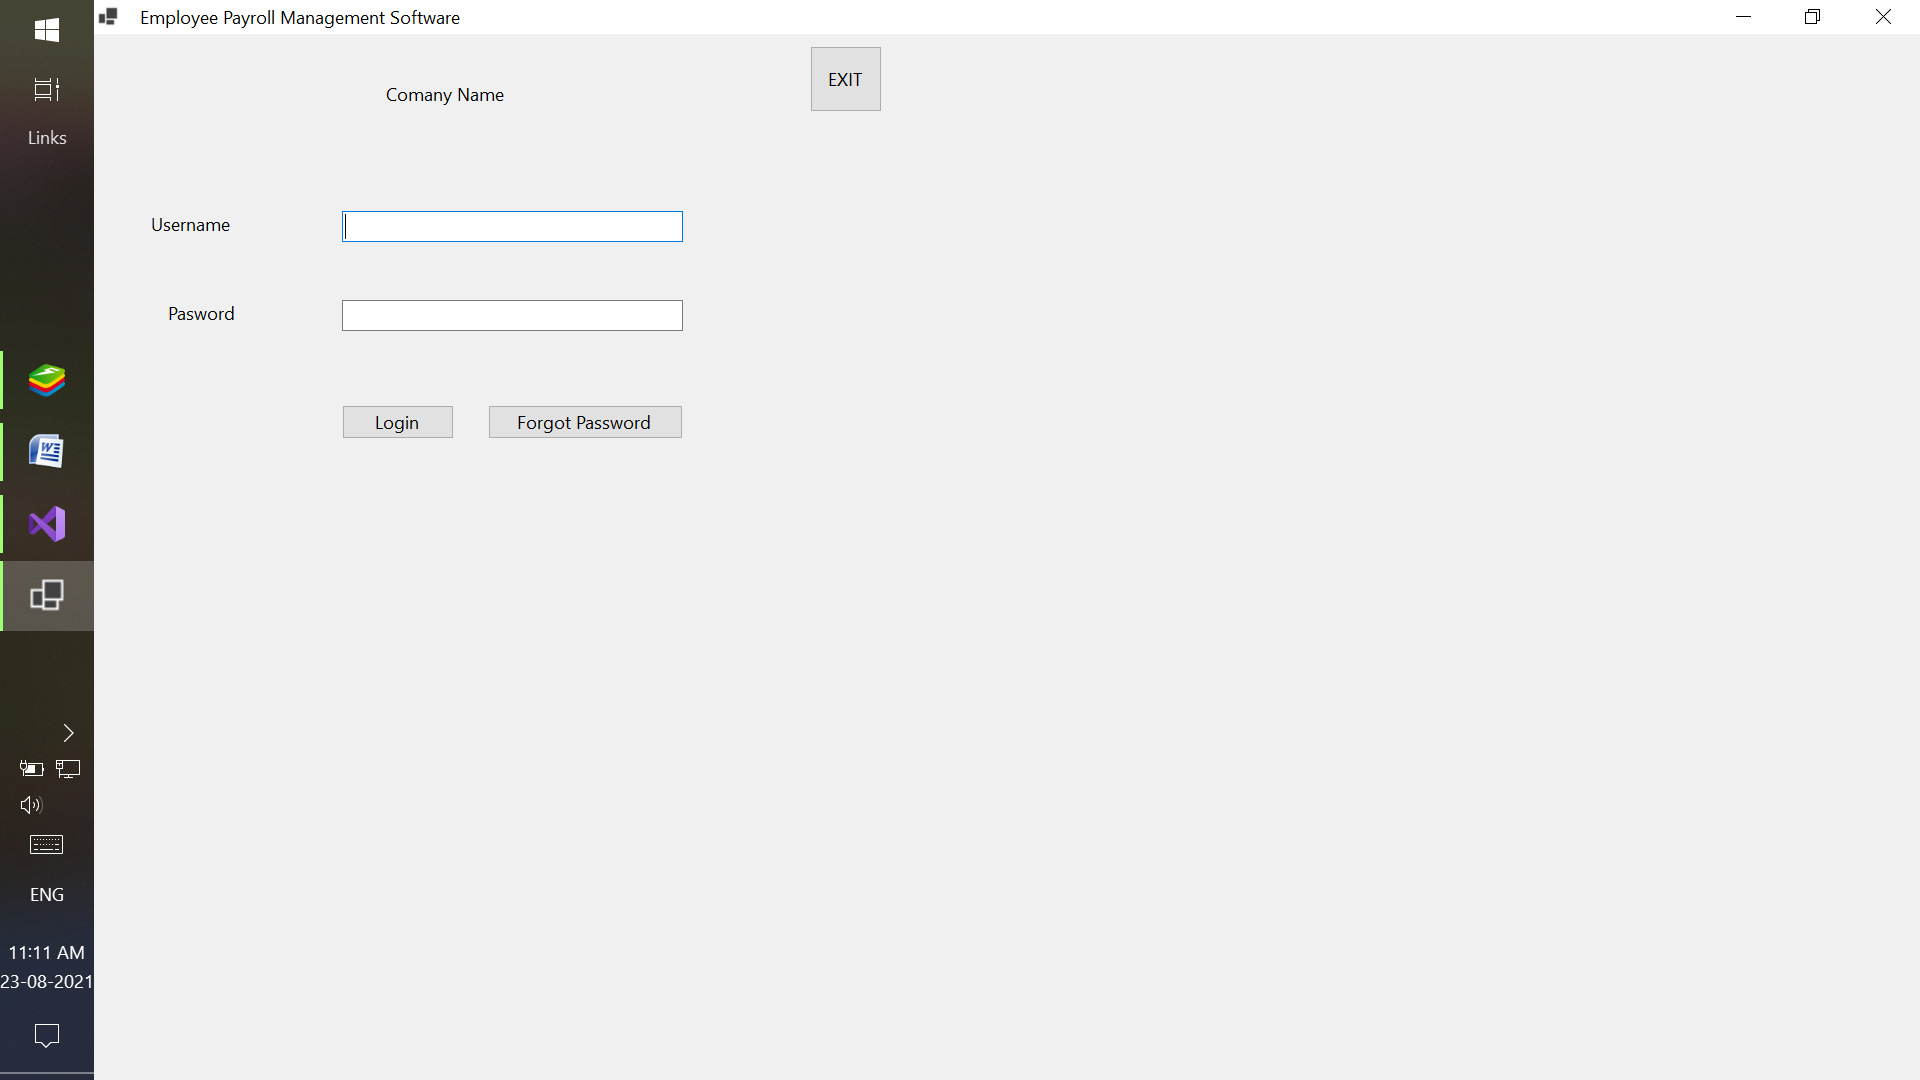 Employee Payroll Management Software
EXIT
Comany Name
Links
Username
Pasword
Login
Forgot Password
ENG
11:11 AM
23-08-2021